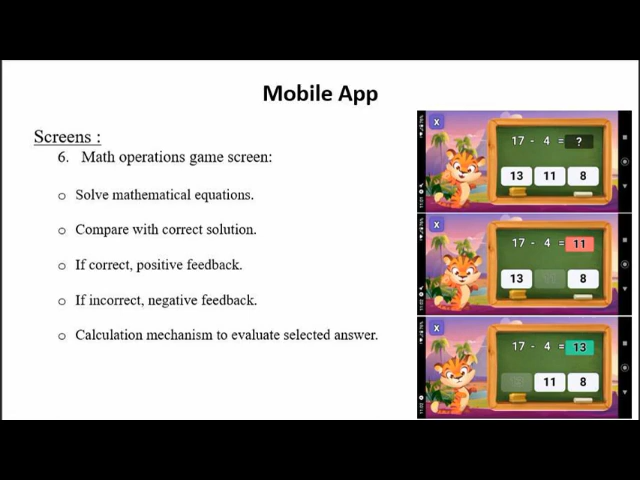 Mobile App
Screens :
6. Math operations game screen:
o Solve mathematical equations.
o Compare with correct solution.
o If correct, positive feedback.
o If incorrect, negative feedback.
o Calculation mechanism to evaluate selected answer.
X
17 - 4 = ?
13 11 8
X
17 - 4 = 11
13 8
X
17 - 4 = 13
11 8